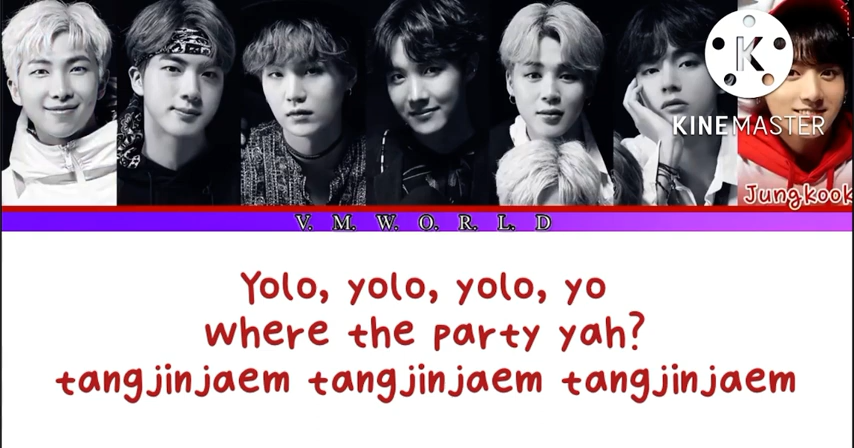 K
KINEMASTER
Jungkook
V. M. W. O. R. L. D
Yolo, yolo, yolo, yo
where the party yah?
tangjinjaem tangjinjaem tangjinjaem